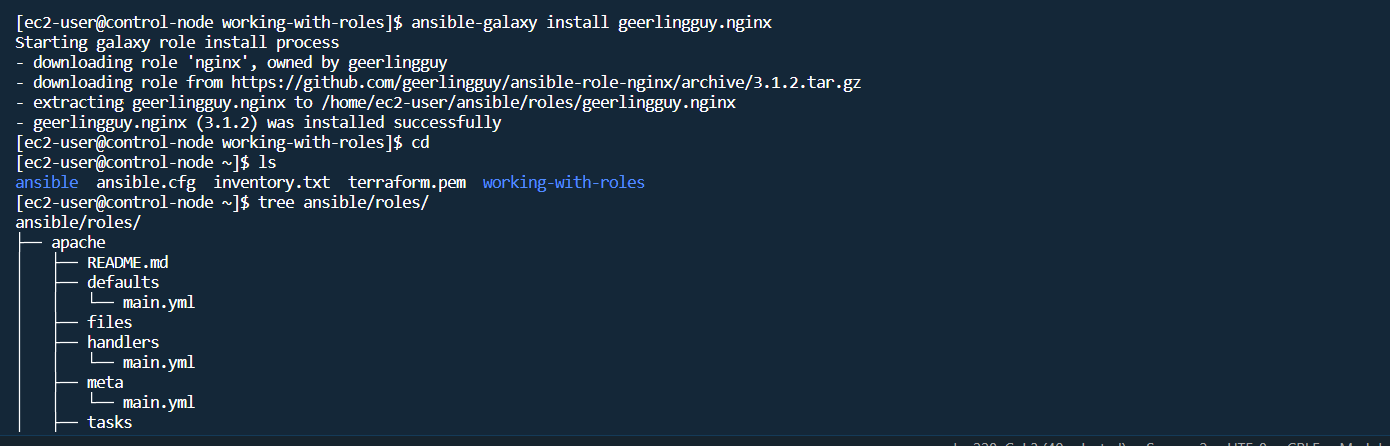 [ec2-user@control-node working-with-roles]$ ansible-galaxy install geerlingguy.nginx
Starting galaxy role install process
- downloading role 'nginx', owned by geerlingguy
- downloading role from https://github.com/geerlingguy/ansible-role-nginx/archive/3.1.2.tar.gz
- extracting geerlingguy.nginx to /home/ec2-user/ansible/roles/geerlingguy.nginx
- geerlingguy.nginx (3.1.2) was installed successfully
[ec2-user@control-node working-with-roles]$ cd
[ec2-user@control-node ~]$ ls
ansible  ansible.cfg  inventory.txt  terraform.pem  working-with-roles
[ec2-user@control-node ~]$ tree ansible/roles/
ansible/roles/
├── apache
│   ├── README.md
│   ├── defaults
│   │   └── main.yml
│   ├── files
│   ├── handlers
│   │   └── main.yml
│   ├── meta
│   │   └── main.yml
│   ├── tasks